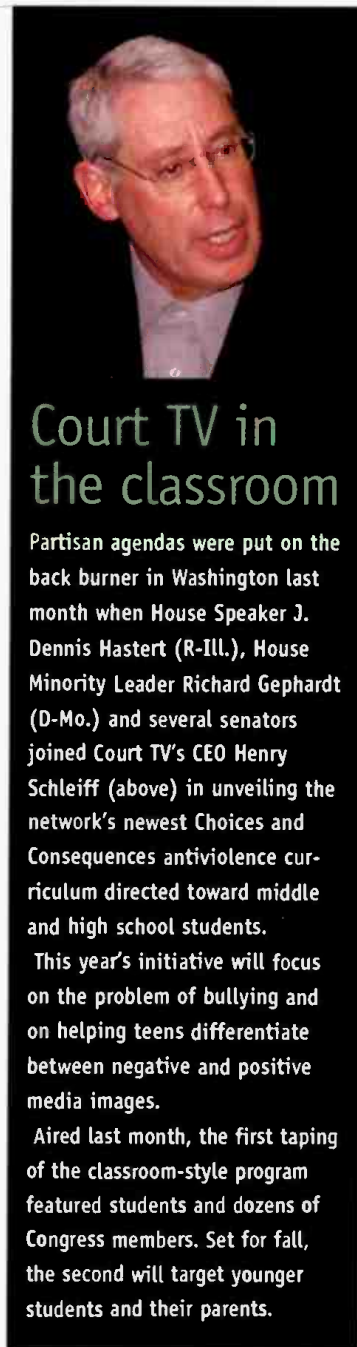 Court TV in
the classroom
Partisan agendas were put on the
back burner in Washington last
month when House Speaker J.
Dennis Hastert (R-Ill.), House
Minority Leader Richard Gephardt
(D-Mo.) and several senators
joined Court TV's CEO Henry
Schleiff (above) in unveiling the
network's newest Choices and
Consequences antiviolence cur-
riculum directed toward middle
and high school students.
This year's initiative will focus
on the problem of bullying and
on helping teens differentiate
between negative and positive
media images.
Aired last month, the first taping
of the classroom-style program
featured students and dozens of
Congress members. Set for fall,
the second will target younger
students and their parents.